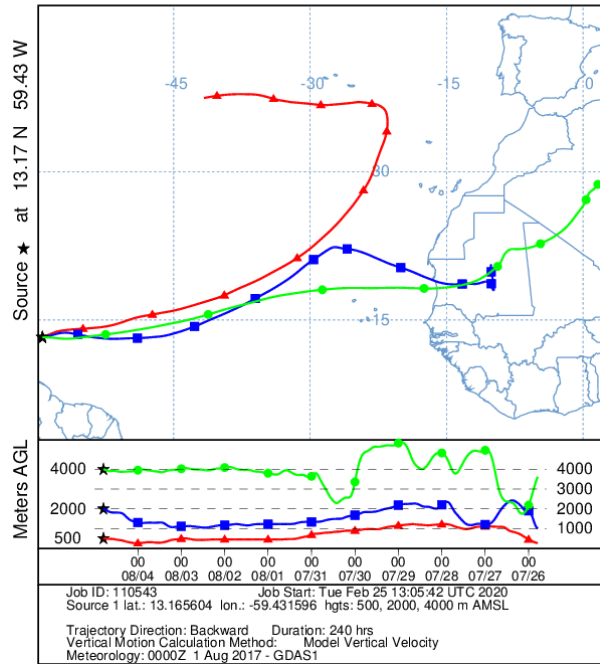 -45 -30 -15 0
30
-15
Source ★ at 13.17 N 59.43 W
Meters AGL
4000 4000
3000
2000 2000
1000
500
00 00 00 00 00 00 00 00 00 00
08/04 08/03 08/02 08/01 07/31 07/30 07/29 07/28 07/27 07/26
Job ID: 110543 Job Start: Tue Feb 25 13:05:42 UTC 2020
Source 1 lat.: 13.165604 lon.: -59.431596 hgts: 500, 2000, 4000 m AMSL
Trajectory Direction: Backward Duration: 240 hrs
Vertical Motion Calculation Method: Model Vertical Velocity
Meteorology: 0000Z 1 Aug 2017 - GDAS1